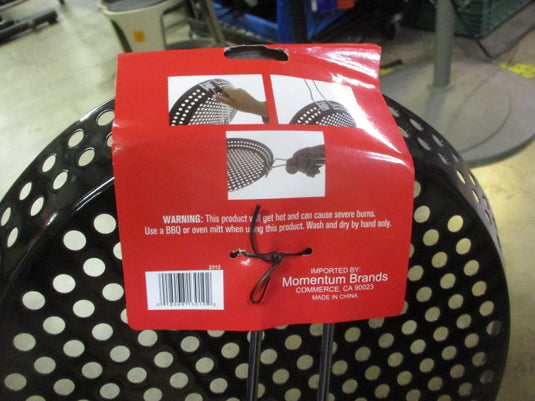 WARNING: This product will get hot and can cause severe burns.
Use a BBQ or oven mitt when using this product. Wash and dry by hand only.
2312
IMPORTED BY:
Momentum Brands
COMMERCE, CA 90023
MADE IN CHINA